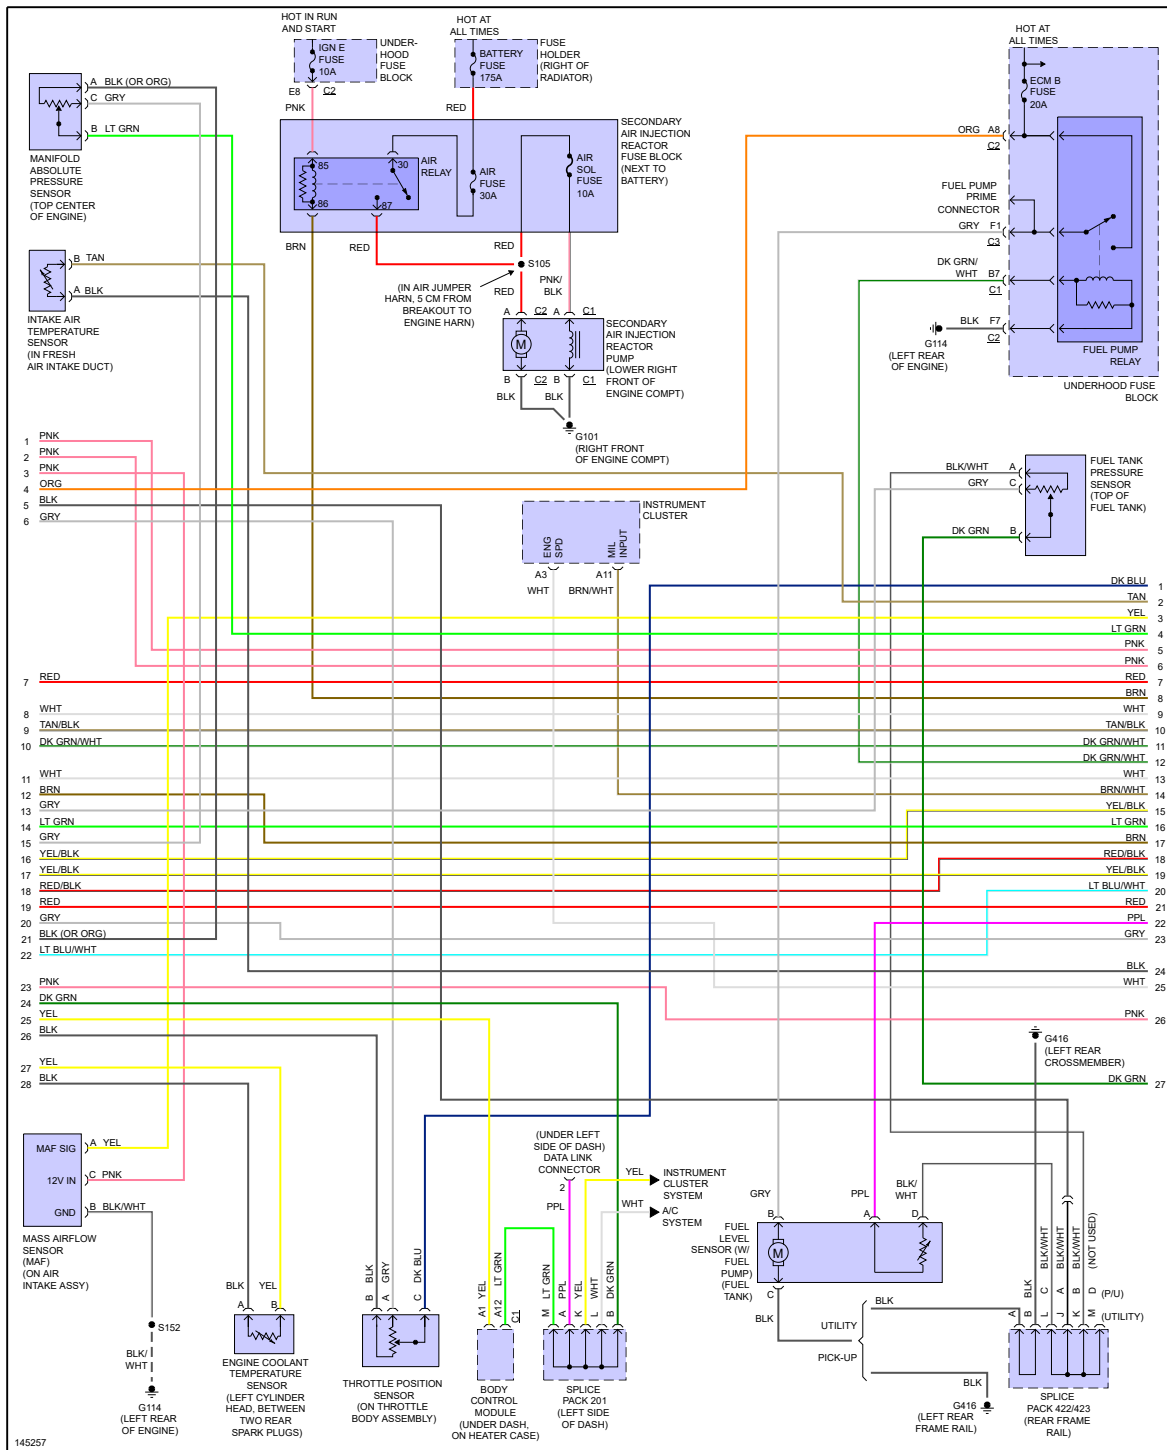 HOT IN RUN
AND START
HOT AT
ALL TIMES
HOT AT
ALL TIMES
IGN E
FUSE
10A
UNDER-
HOOD
FUSE
BLOCK
BATTERY
FUSE
175A
FUSE
HOLDER
(RIGHT OF
RADIATOR)
ECM B
FUSE
20A
A BLK (OR ORG)
C GRY
B LT GRN
MANIFOLD
ABSOLUTE
PRESSURE
SENSOR
(TOP CENTER
OF ENGINE)
E8 C2
PNK
RED
SECONDARY
AIR INJECTION
REACTOR
FUSE BLOCK
(NEXT TO
BATTERY)
85
30
86
87
AIR
RELAY
AIR
FUSE
30A
AIR
SOL
FUSE
10A
ORG A8
C2
FUEL PUMP
PRIME
CONNECTOR
GRY F1
C3
DK GRN/
WHT B7
C1
BLK F7
C2
G114
(LEFT REAR
OF ENGINE)
FUEL PUMP
RELAY
UNDERHOOD FUSE
BLOCK
B TAN
A BLK
INTAKE AIR
TEMPERATURE
SENSOR
(IN FRESH
AIR INTAKE DUCT)
BRN
RED
RED
S105
RED
PNK/
BLK
(IN AIR JUMPER
HARN, 5 CM FROM
BREAKOUT TO
ENGINE HARN)
A C2 A C1
M
B C2 B C1
BLK BLK
SECONDARY
AIR INJECTION
REACTOR
PUMP
(LOWER RIGHT
FRONT OF
ENGINE COMPT)
G101
(RIGHT FRONT
OF ENGINE COMPT)
1 PNK
2 PNK
3 PNK
4 ORG
5 BLK
6 GRY
BLK/WHT A
GRY C
DK GRN B
FUEL TANK
PRESSURE
SENSOR
(TOP OF
FUEL TANK)
INSTRUMENT
CLUSTER
ENG
SPD
MIL
INPUT
A3 A11
WHT BRN/WHT
DK BLU 1
TAN 2
YEL 3
LT GRN 4
PNK 5
PNK 6
7 RED
RED 7
BRN 8
8 WHT
WHT 9
9 TAN/BLK
TAN/BLK 10
10 DK GRN/WHT
DK GRN/WHT 11
DK GRN/WHT 12
11 WHT
WHT 13
12 BRN
BRN/WHT 14
13 GRY
YEL/BLK 15
14 LT GRN
LT GRN 16
15 GRY
BRN 17
16 YEL/BLK
RED/BLK 18
17 YEL/BLK
YEL/BLK 19
18 RED/BLK
LT BLU/WHT 20
19 RED
RED 21
20 GRY
PPL 22
21 BLK (OR ORG)
GRY 23
22 LT BLU/WHT
BLK 24
23 PNK
WHT 25
24 DK GRN
25 YEL
PNK 26
26 BLK
27 YEL
28 BLK
G416
(LEFT REAR
CROSSMEMBER)
DK GRN 27
MAF SIG
12V IN
GND
A YEL
C PNK
B BLK/WHT
MASS AIRFLOW
SENSOR
(MAF)
(ON AIR
INTAKE ASSY)
S152
BLK/
WHT
G114
(LEFT REAR
OF ENGINE)
BLK YEL
A B
ENGINE COOLANT
TEMPERATURE
SENSOR
(LEFT CYLINDER
HEAD, BETWEEN
TWO REAR
SPARK PLUGS)
B BLK
A GRY
C DK BLU
THROTTLE POSITION
SENSOR
(ON THROTTLE
BODY ASSEMBLY)
A1 YEL
A12 LT GRN
C1
BODY
CONTROL
MODULE
(UNDER DASH,
ON HEATER CASE)
(UNDER LEFT
SIDE OF DASH)
DATA LINK
CONNECTOR
2
PPL
YEL
INSTRUMENT
CLUSTER
SYSTEM
WHT
A/C
SYSTEM
M LT GRN
A PPL
K YEL
L WHT
B DK GRN
SPLICE
PACK 201
(LEFT SIDE
OF DASH)
GRY
PPL
BLK/
WHT
B A D
FUEL
LEVEL
SENSOR (W/
FUEL
PUMP)
(FUEL
TANK)
M
C
BLK
UTILITY
PICK-UP
BLK
BLK
G416
(LEFT REAR
FRAME RAIL)
A
B BLK
L C BLK/WHT
J A BLK/WHT
K B BLK/WHT
M D (NOT USED)
(P/U)
(UTILITY)
SPLICE
PACK 422/423
(REAR FRAME
RAIL)
145257